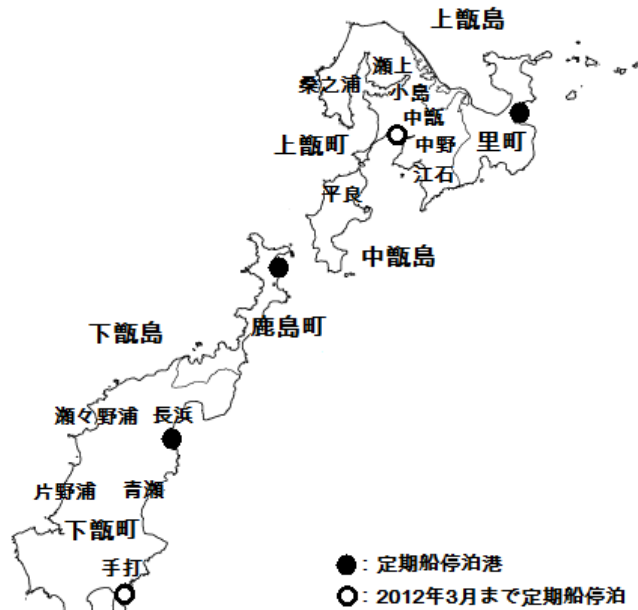 上甑島
瀬上
桑之浦
小島
中甑
上甑町
中野
里町
江石
平良
中甑島
鹿島町
下甑島
瀬々野浦
長浜
片野浦
青瀬
下甑町
手打
●：定期船停泊港
○：2012年3月まで定期船停泊